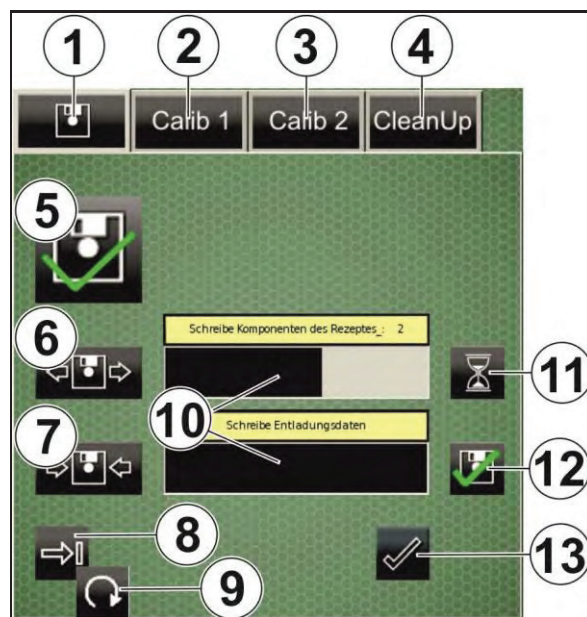 1 2 3 4
Calib 1 Calib 2 CleanUp
5
Schreibe Komponenten des Rezeptes_: 2
6
11
10
Schreibe Entladungsdaten
7
12
8
13
9